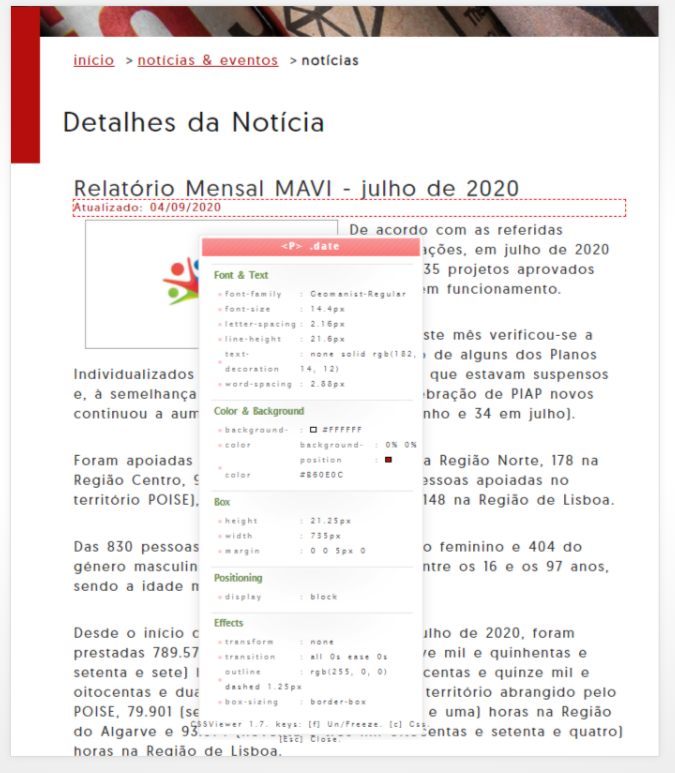 início > notícias & eventos > notícias
Detalhes da Notícia
Relatório Mensal MAVI - julho de 2020
Atualizado: 04/09/2020
De acordo com as referidas
ações, em julho de 2020
35 projetos aprovados
em funcionamento.
ste mês verificou-se a
de alguns dos Planos
Individualizados que estavam suspensos
e, à semelhança ebração de PIAP novos
continuou a aum nho e 34 em julho).
Foram apoiadas a Região Norte, 178 na
Região Centro, 9 essoas apoiadas no
território POISE), 148 na Região de Lisboa.
Das 830 pessoas o feminino e 404 do
género masculin ntre os 16 e os 97 anos,
sendo a idade m
Desde o início d ulho de 2020, foram
prestadas 789.57 ve mil e quinhentas e
setenta e sete) centas e quinze mil e
oitocentas e dua território abrangido pelo
POISE, 79.901 (se e uma) horas na Região
do Algarve e 93. centas e setenta e quatro)
horas na Região de Lisboa.
<P> .date
Font & Text
font-family : Geomanist-Regular
font-size : 14.4px
letter-spacing : 2.16px
line-height : 21.6px
text- : none solid rgb(182,
decoration 14, 12)
word-spacing : 2.88px
Color & Background
background- : #FFFFFF
color background- : 0% 0%
position :
color #B60E0C
Box
height : 21.25px
width : 735px
margin : 0 0 5px 0
Positioning
display : block
Effects
transform : none
transition : all 0s ease 0s
outline : rgb(255, 0, 0)
dashed 1.25px
box-sizing : border-box
CSSViewer 1.7. keys: [f] Un/Freeze. [c] Css.
[Esc] Close.